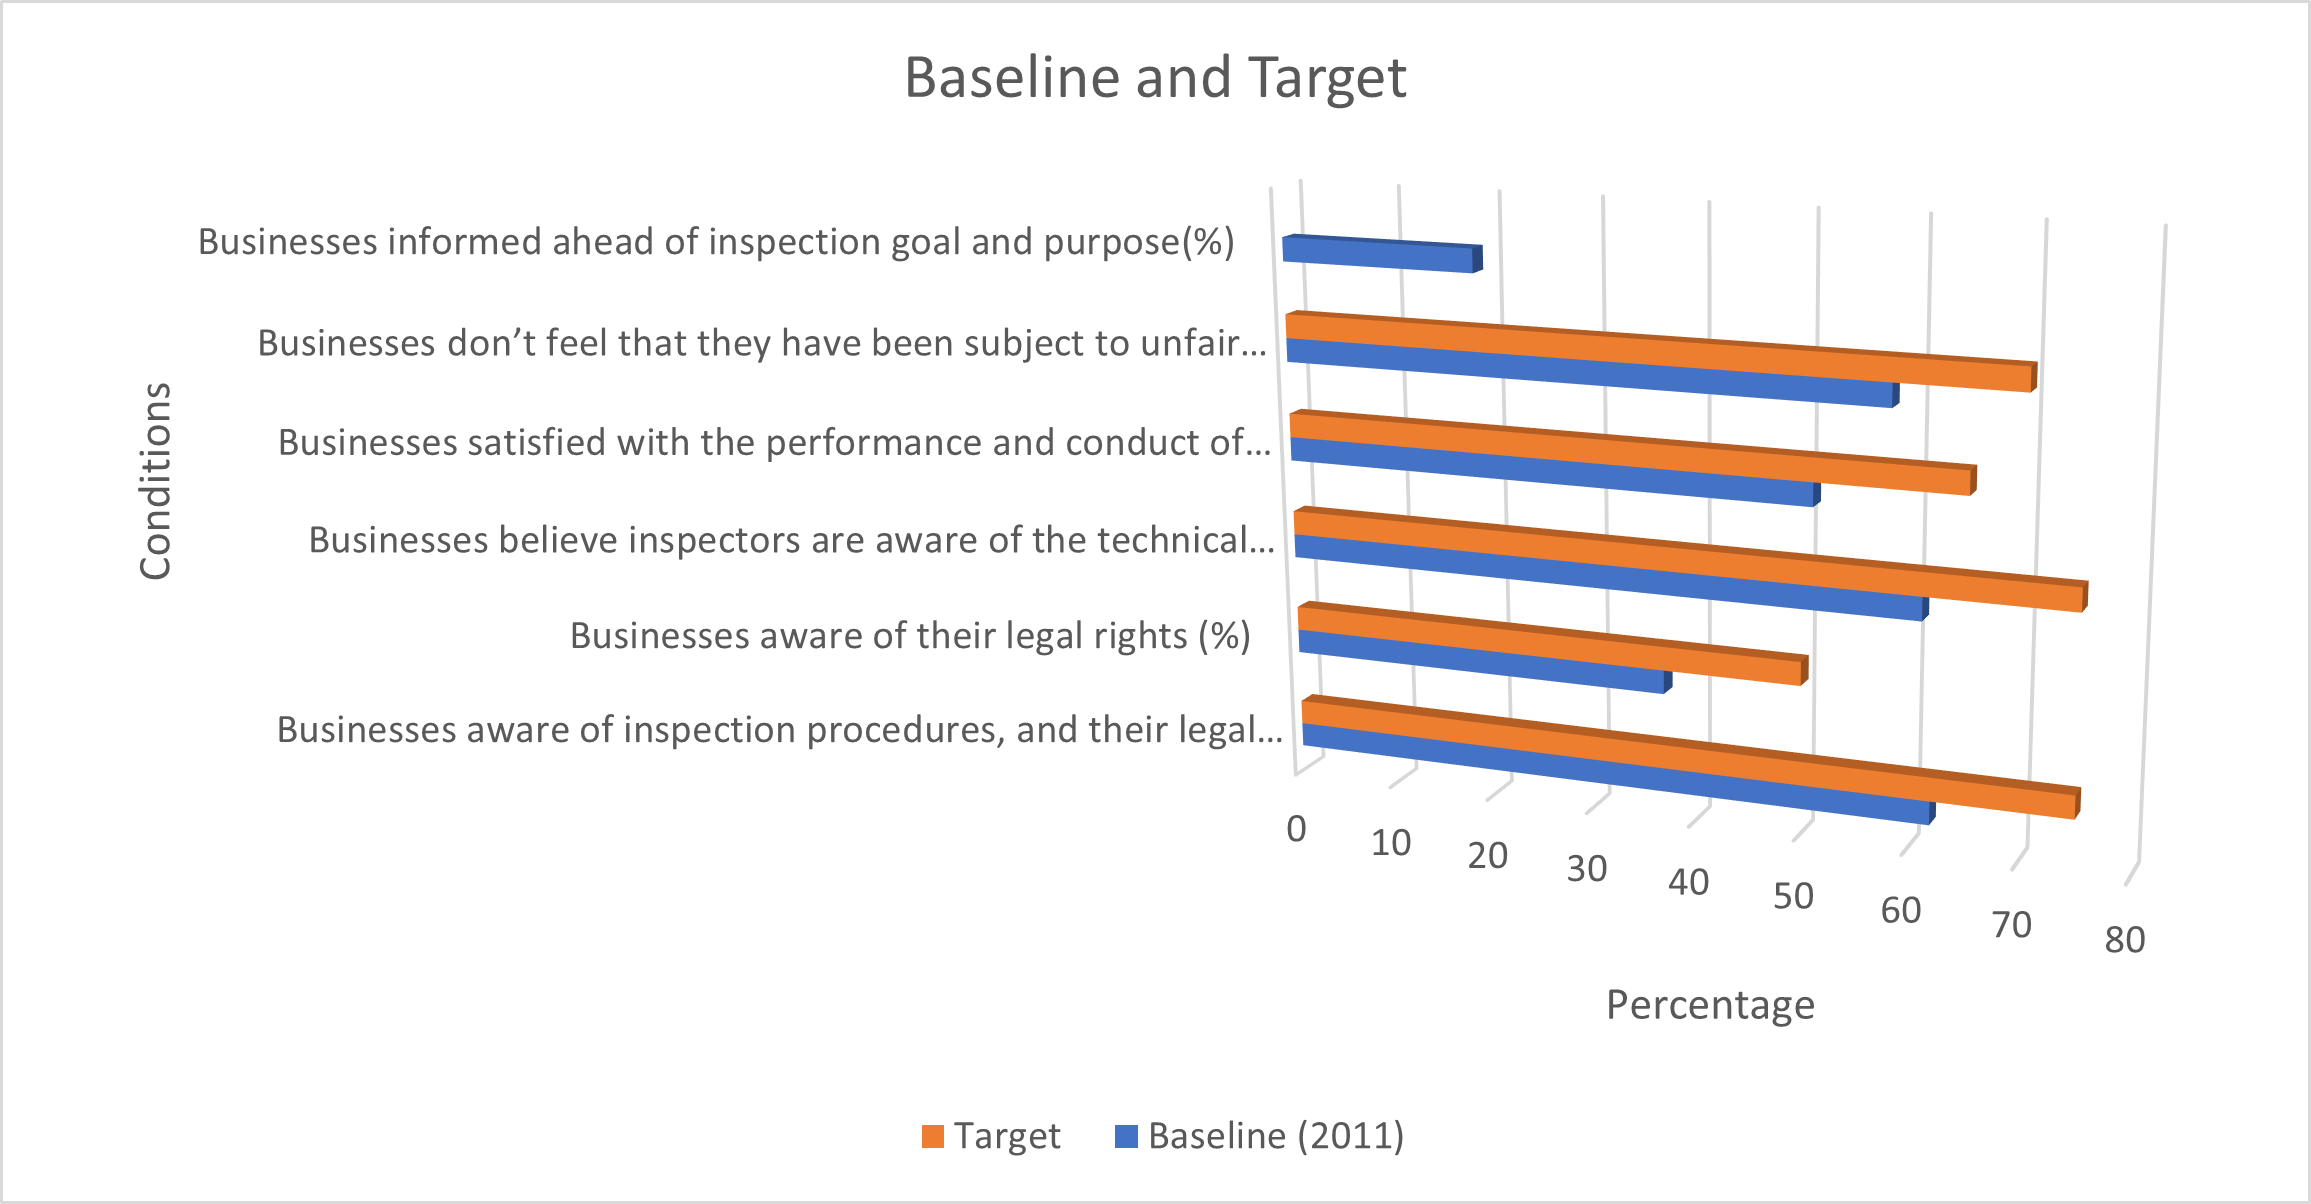 Baseline and Target
Businesses informed ahead of inspection goal and purpose(%)
Businesses don’t feel that they have been subject to unfair...
Businesses satisfied with the performance and conduct of...
Businesses believe inspectors are aware of the technical...
Businesses aware of their legal rights (%)
Businesses aware of inspection procedures, and their legal...
Conditions
0
10
20
30
40
50
60
70
80
Percentage
Target
Baseline (2011)